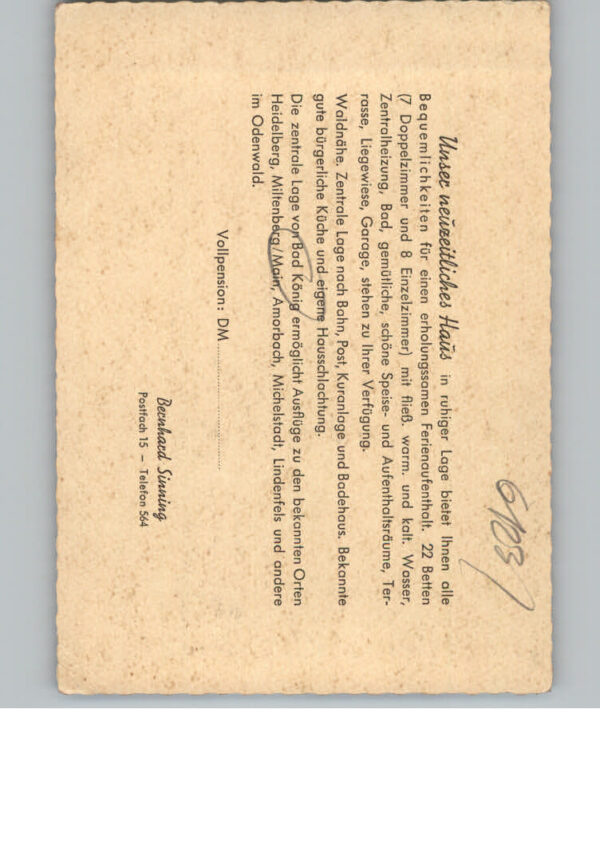 6123
Unser neuzeitliches Haus in ruhiger Lage bietet Ihnen alle
Bequemlichkeiten für einen erholungssamen Ferienaufenthalt. 22 Betten
(7 Doppelzimmer und 8 Einzelzimmer) mit fließ. warm. und kalt. Wasser,
Zentralheizung, Bad, gemütliche, schöne Speise- und Aufenthaltsräume, Ter-
rasse, Liegewiese, Garage, stehen zu Ihrer Verfügung.
Waldnähe. Zentrale Lage nach Bahn, Post, Kuranlage und Badehaus. Bekannte
gute bürgerliche Küche und eigene Hausschlachtung.
Die zentrale Lage von Bad König ermöglicht Ausflüge zu den bekannten Orten
Heidelberg, Miltenberg/Main, Amorbach, Michelstadt, Lindenfels und andere
im Odenwald.
Vollpension: DM
Bernhard Sinning
Postfach 15 – Telefon 564